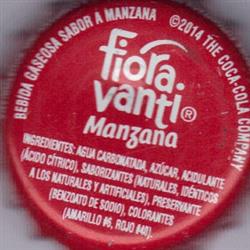 BEBIDA GASEOSA SABOR A MANZANA
©2014 THE COCA-COLA COMPANY
fiora
vanti®
Manzana
INGREDIENTES: AGUA CARBONATADA, AZÚCAR, ACIDULANTE
(ÁCIDO CÍTRICO), SABORIZANTES (NATURALES, IDÉNTICOS
A LOS NATURALES Y ARTIFICIALES), PRESERVANTE
(BENZOATO DE SODIO), COLORANTES
(AMARILLO #6, ROJO #40).